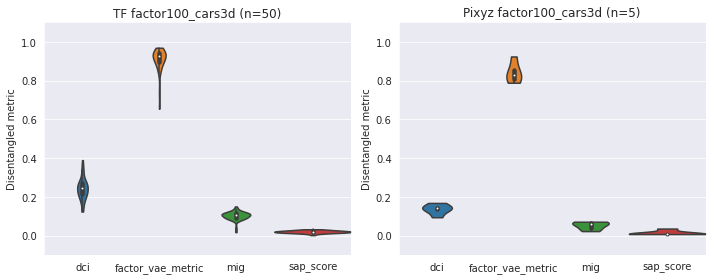 TF factor100_cars3d (n=50)
Disentangled metric
1.0
0.8
0.6
0.4
0.2
0.0
dci
factor_vae_metric
mig
sap_score
Pixyz factor100_cars3d (n=5)
Disentangled metric
1.0
0.8
0.6
0.4
0.2
0.0
dci
factor_vae_metric
mig
sap_score